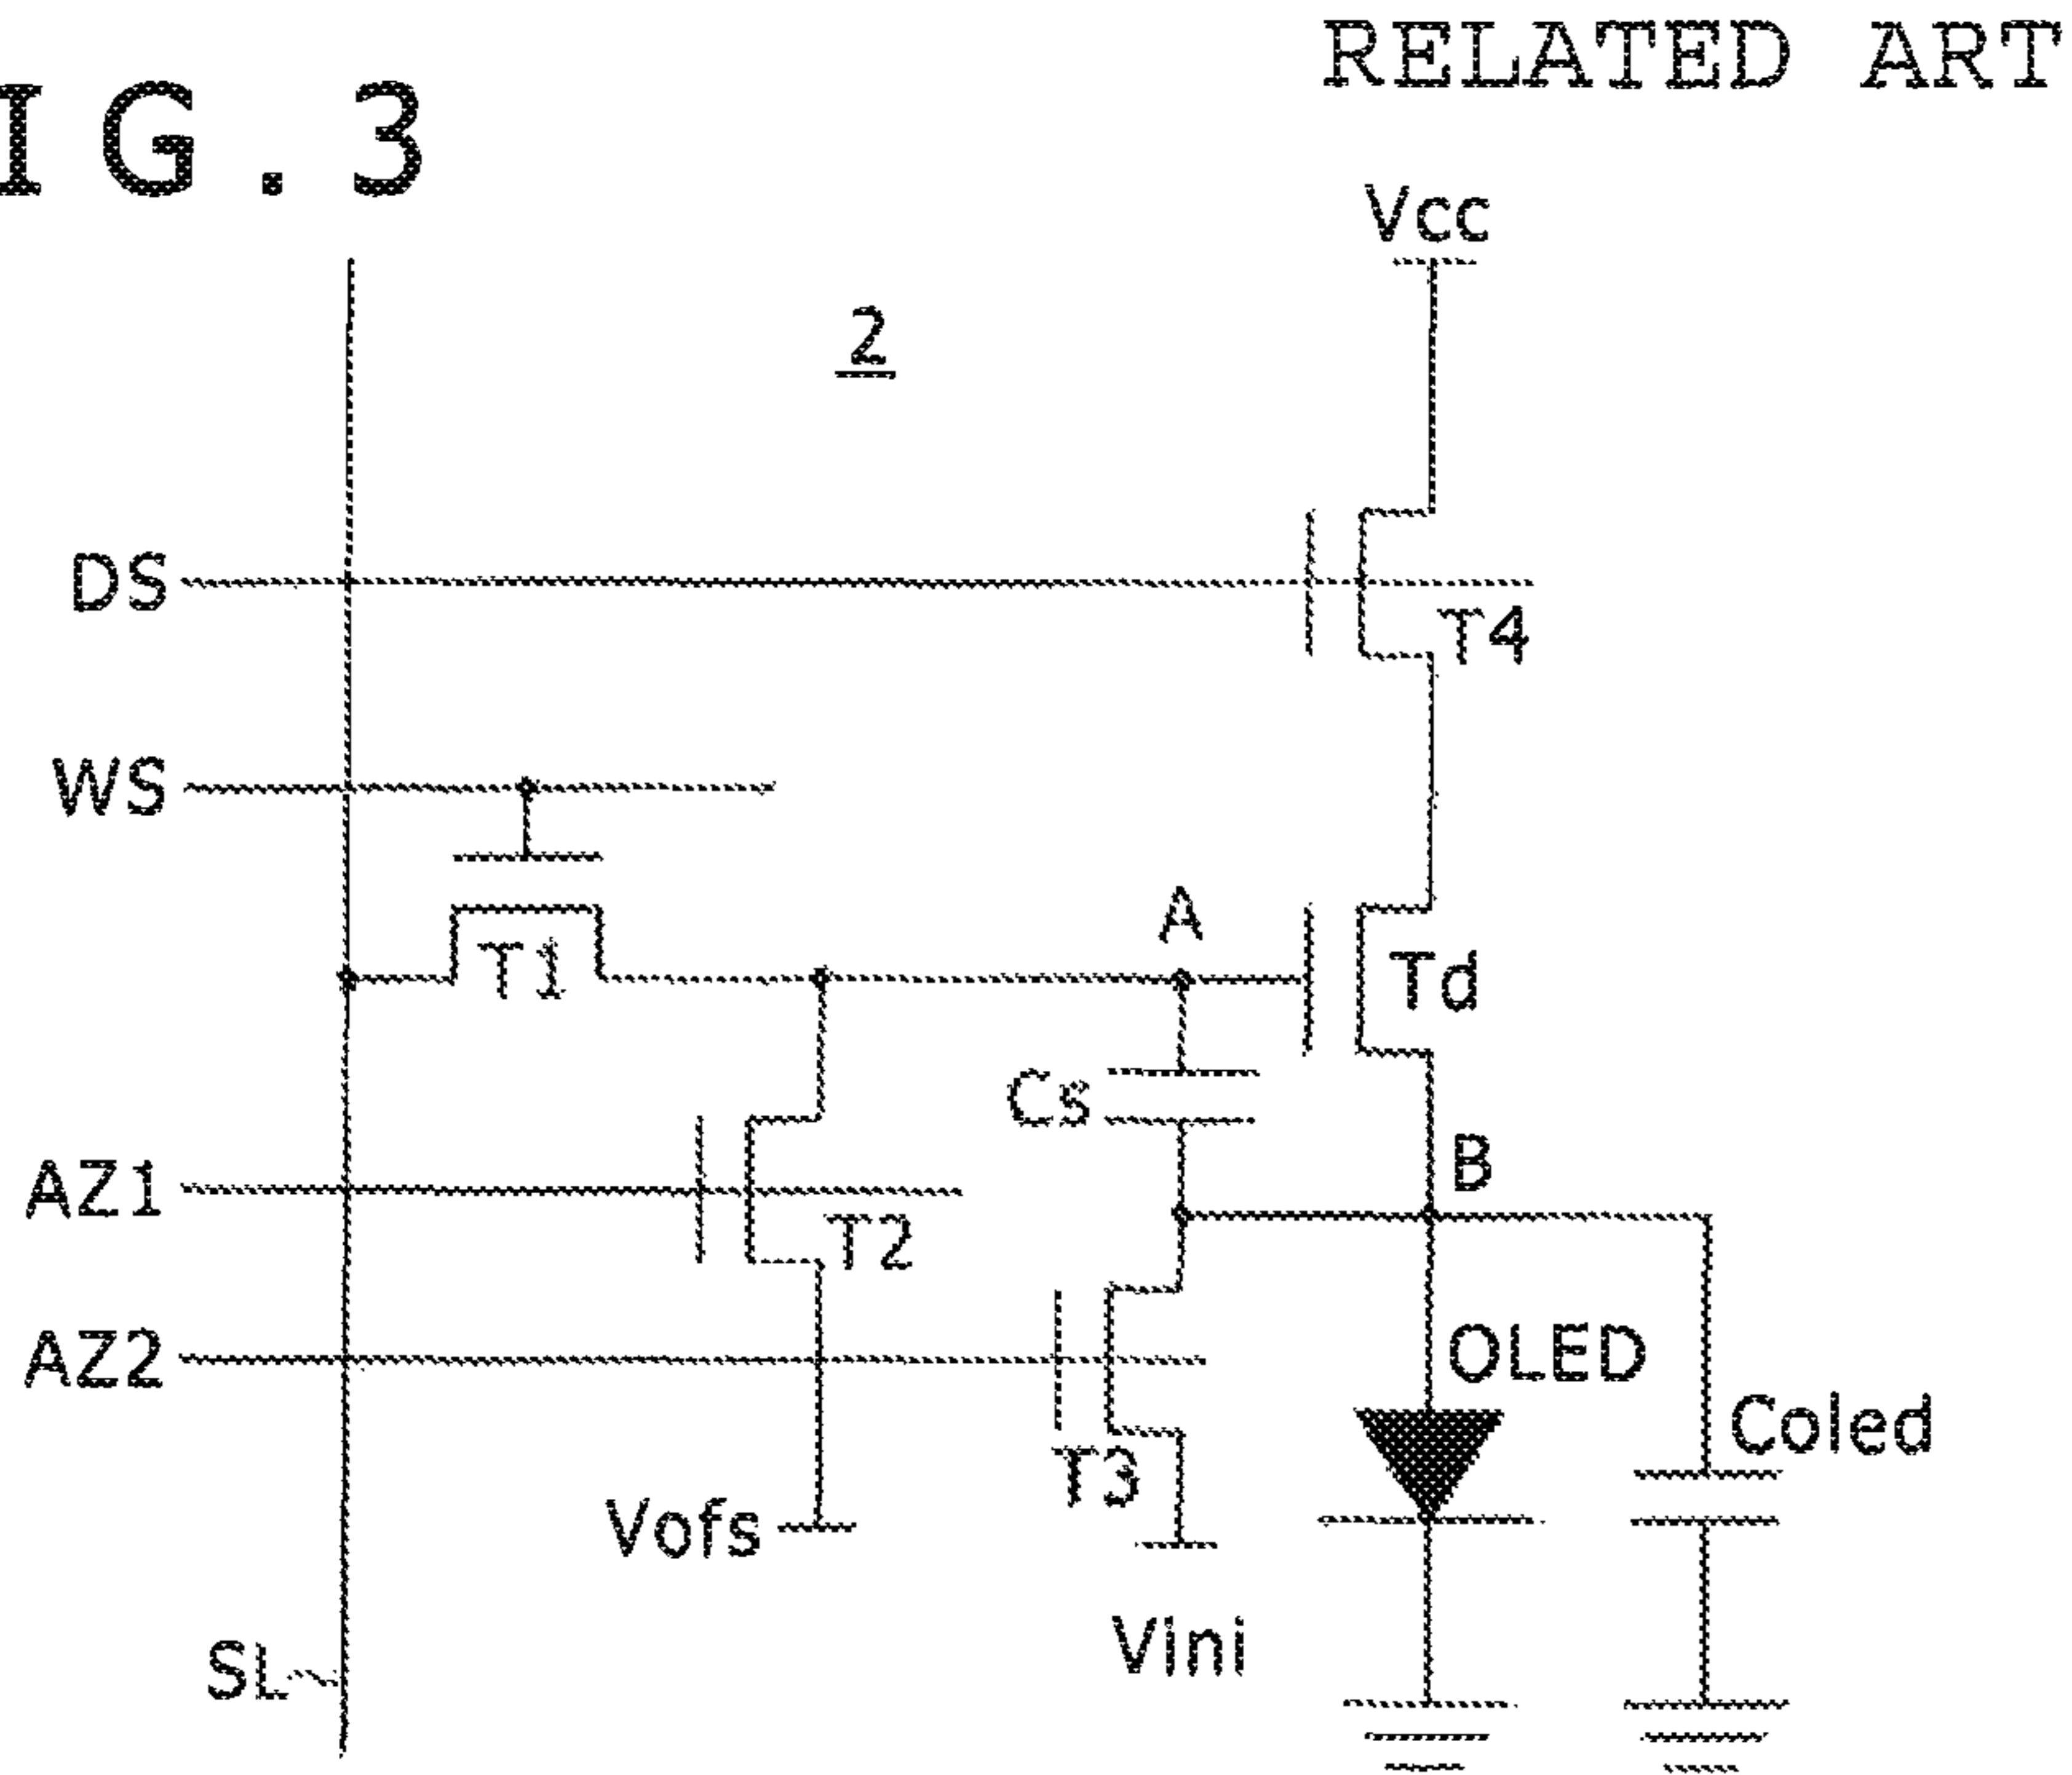 RELATED ART
IG.3
Vcc
2
DS
T4
WS
A
T1
Td
Cs
B
AZ1
T2
OLED
AZ2
Coled
T3
Vofs
Vini
SL